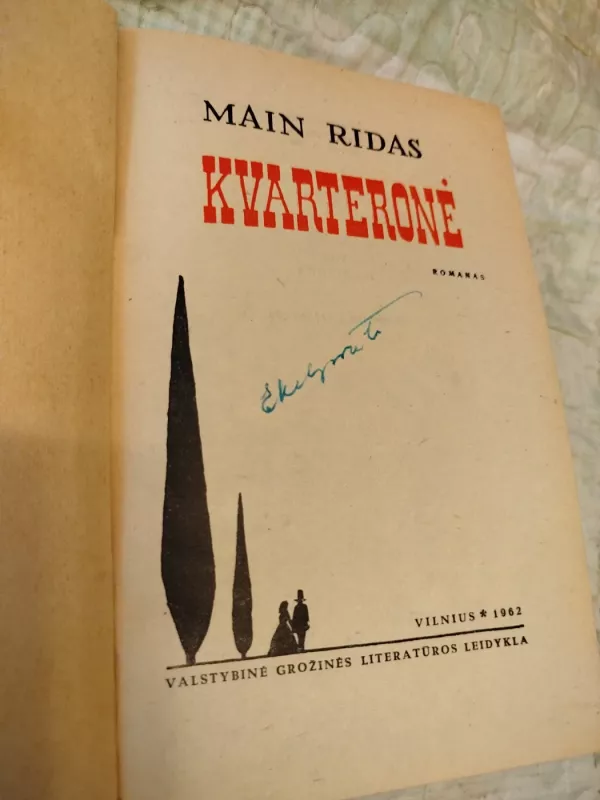 MAIN RIDAS
KVARTERONĖ
ROMANAS
VILNIUS * 1962
VALSTYBINĖ GROŽINĖS LITERATŪROS LEIDYKLA